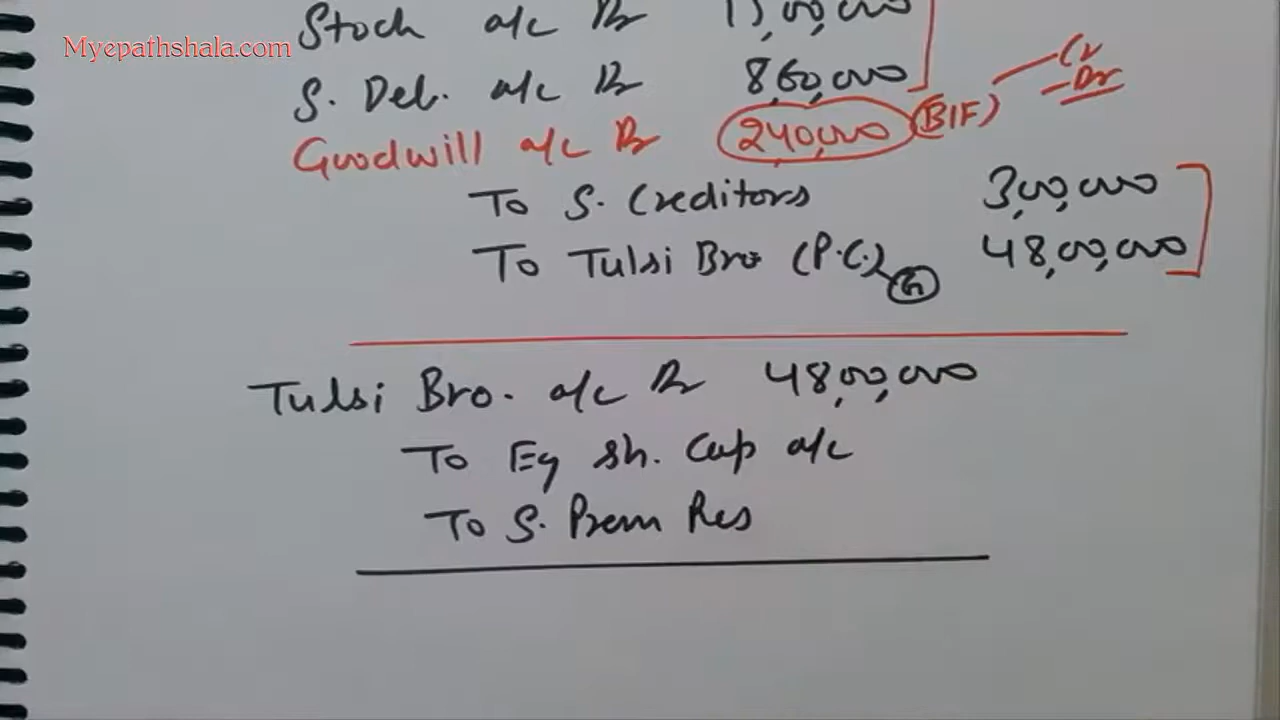 Stock a/c Dr
Myepathshala.com
S. Deb. a/c Dr 8,60,000
Cr
- Dr
Goodwill a/c Dr 240,000 (B/F)
To S. Creditors 3,00,000
To Tulsi Bro (P.C.) 48,00,000
Tulsi Bro. a/c Dr 48,00,000
To Eq sh. Cap a/c
To S. Prem Res